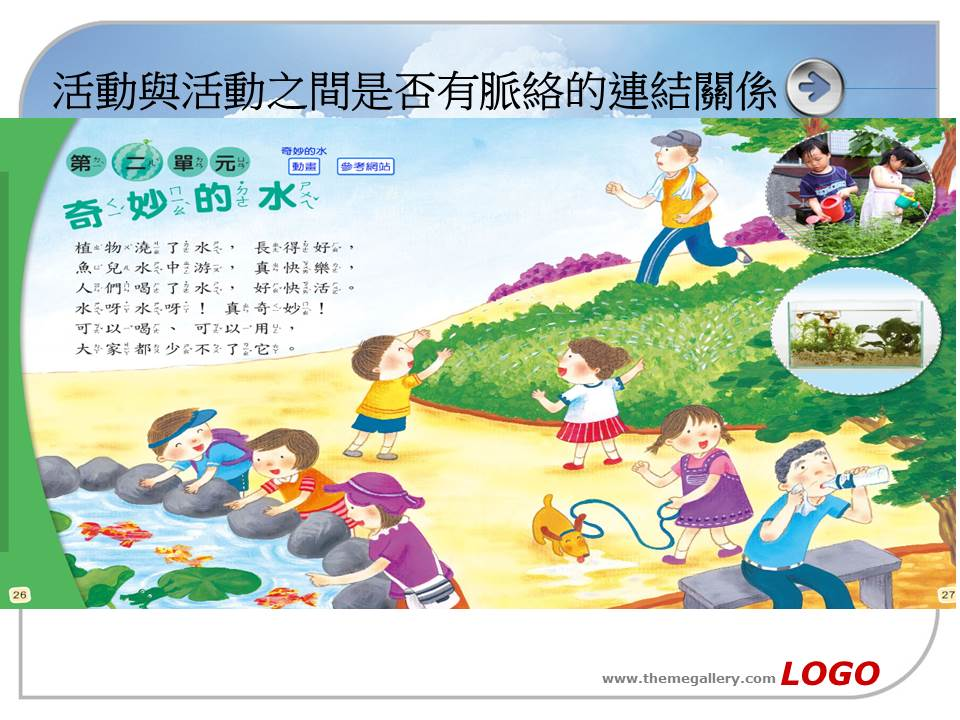 活動與活動之間是否有脈絡的連結關係
第二單元
奇妙的水
動畫
參考網站
奇妙的水
植物澆了水，長得好，
魚兒水中游，真快樂，
人們喝了水，好快活。
水呀水呀！真奇妙！
可以喝、可以用，
大家都少不了它。
26
27
www.themegallery.com
LOGO